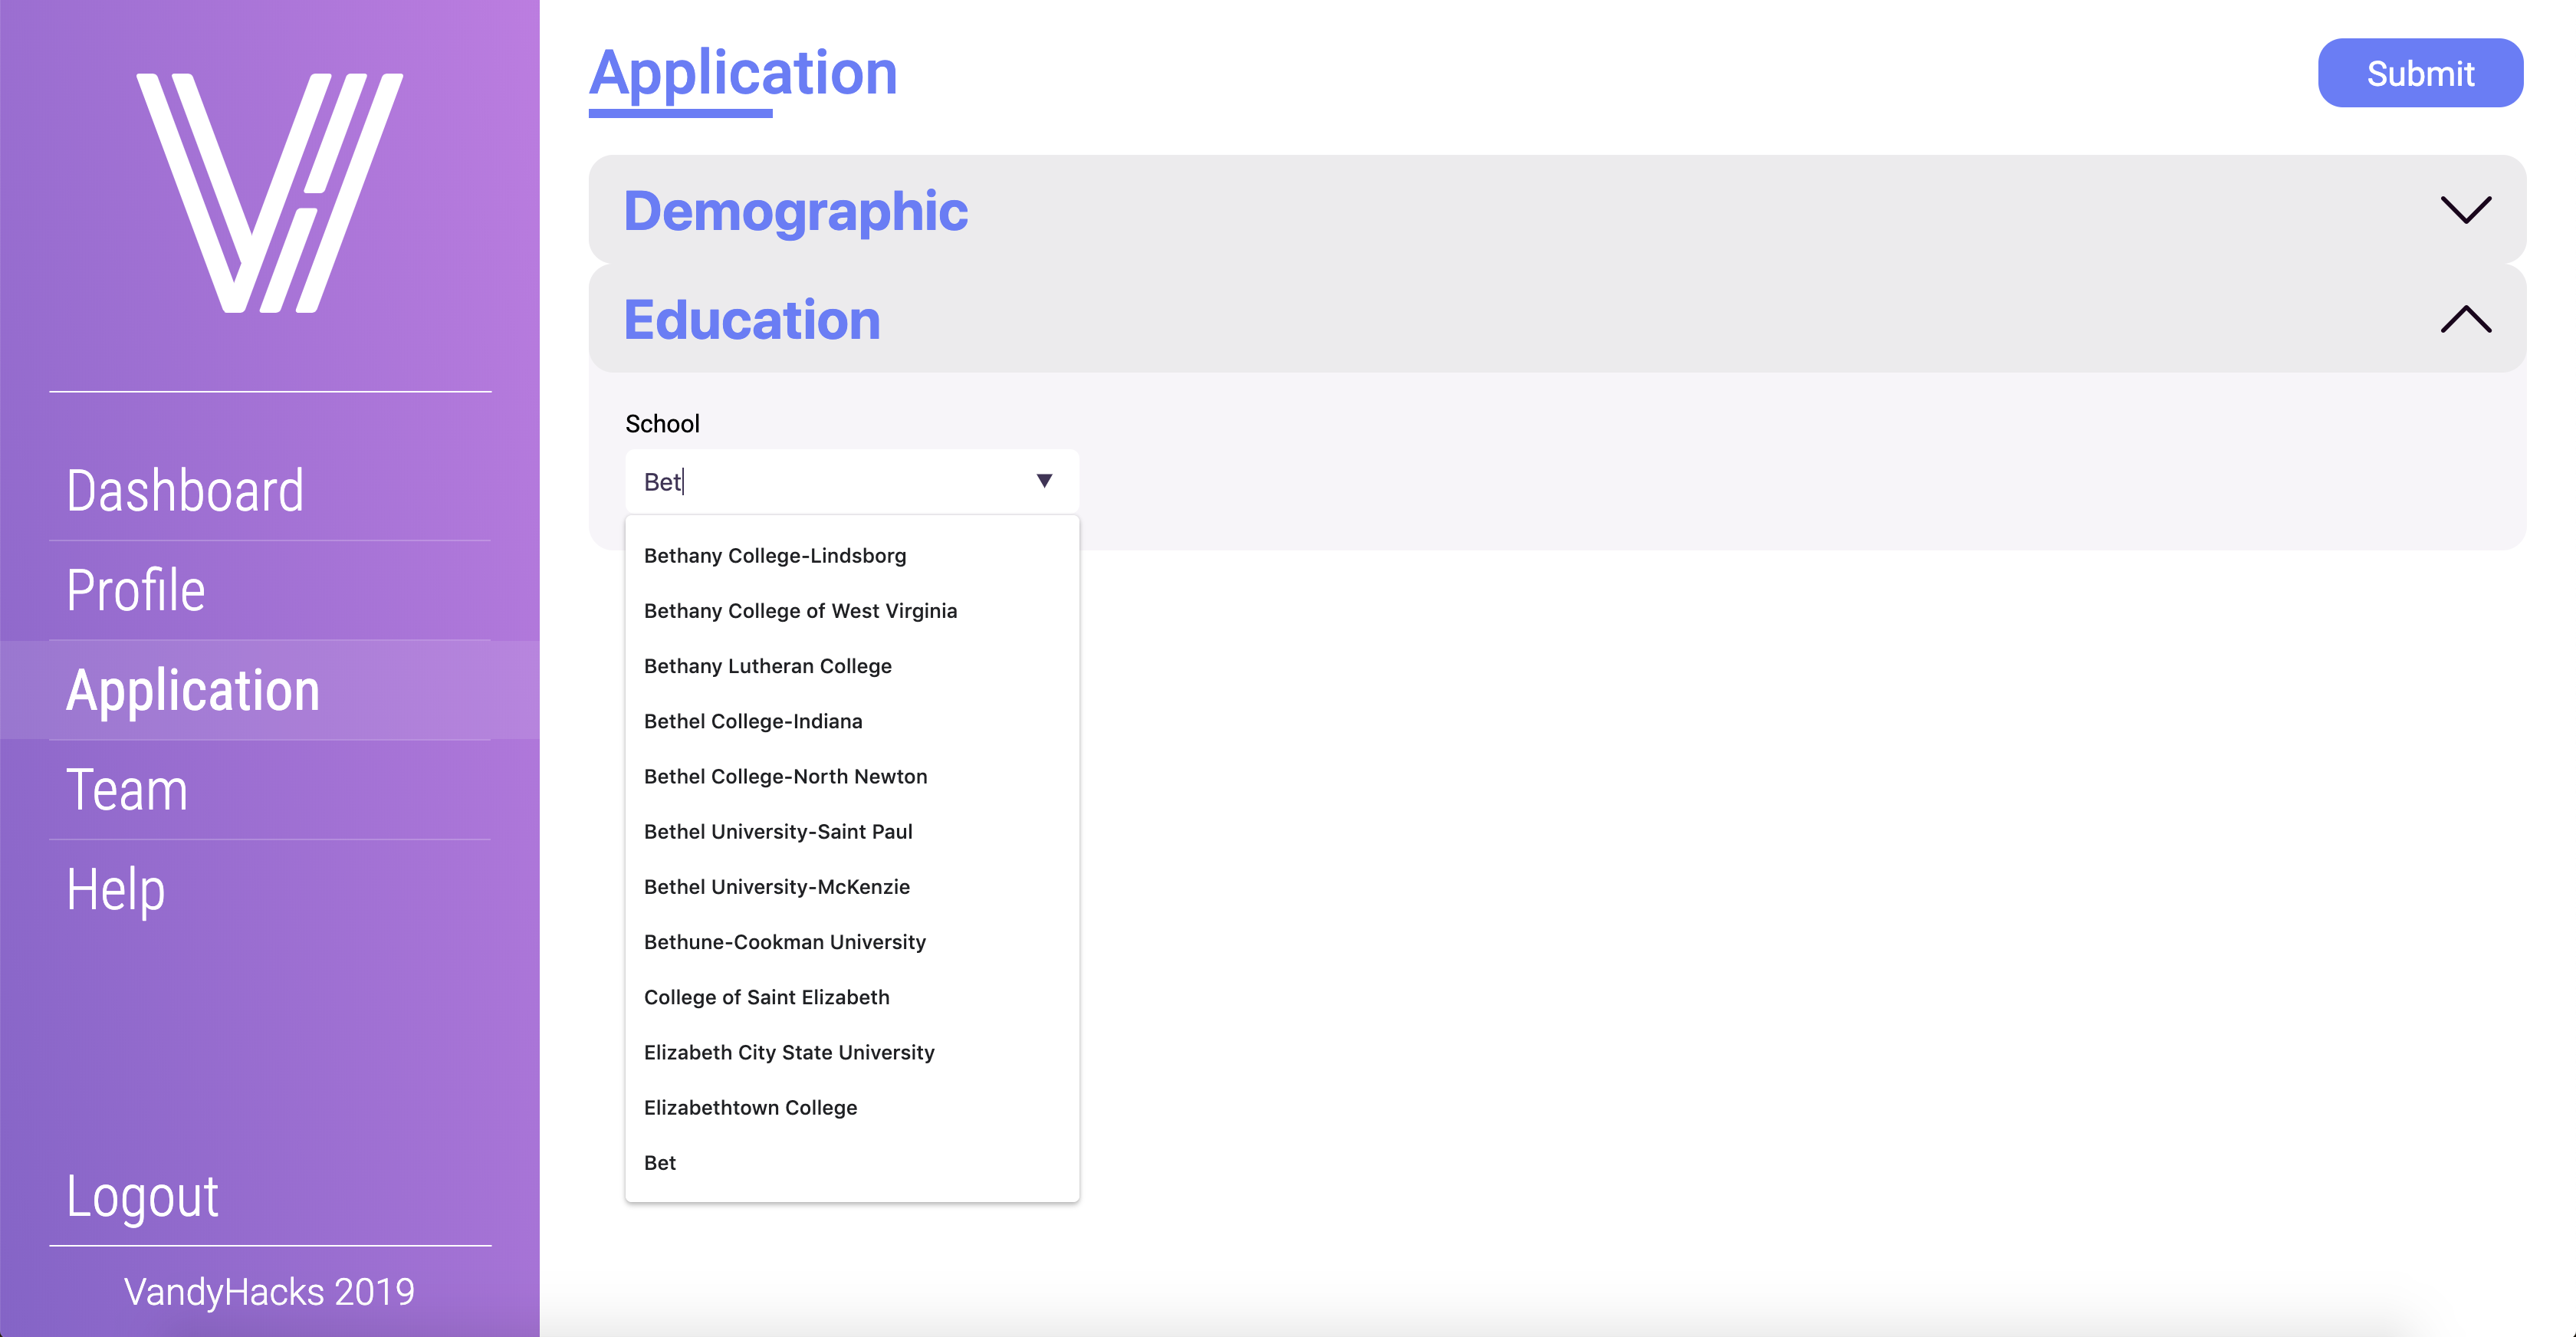 Dashboard
Profile
Application
Team
Help
Logout
VandyHacks 2019
Application
Submit
Demographic
Education
School
Bet
Bethany College-Lindsborg
Bethany College of West Virginia
Bethany Lutheran College
Bethel College-Indiana
Bethel College-North Newton
Bethel University-Saint Paul
Bethel University-McKenzie
Bethune-Cookman University
College of Saint Elizabeth
Elizabeth City State University
Elizabethtown College
Bet